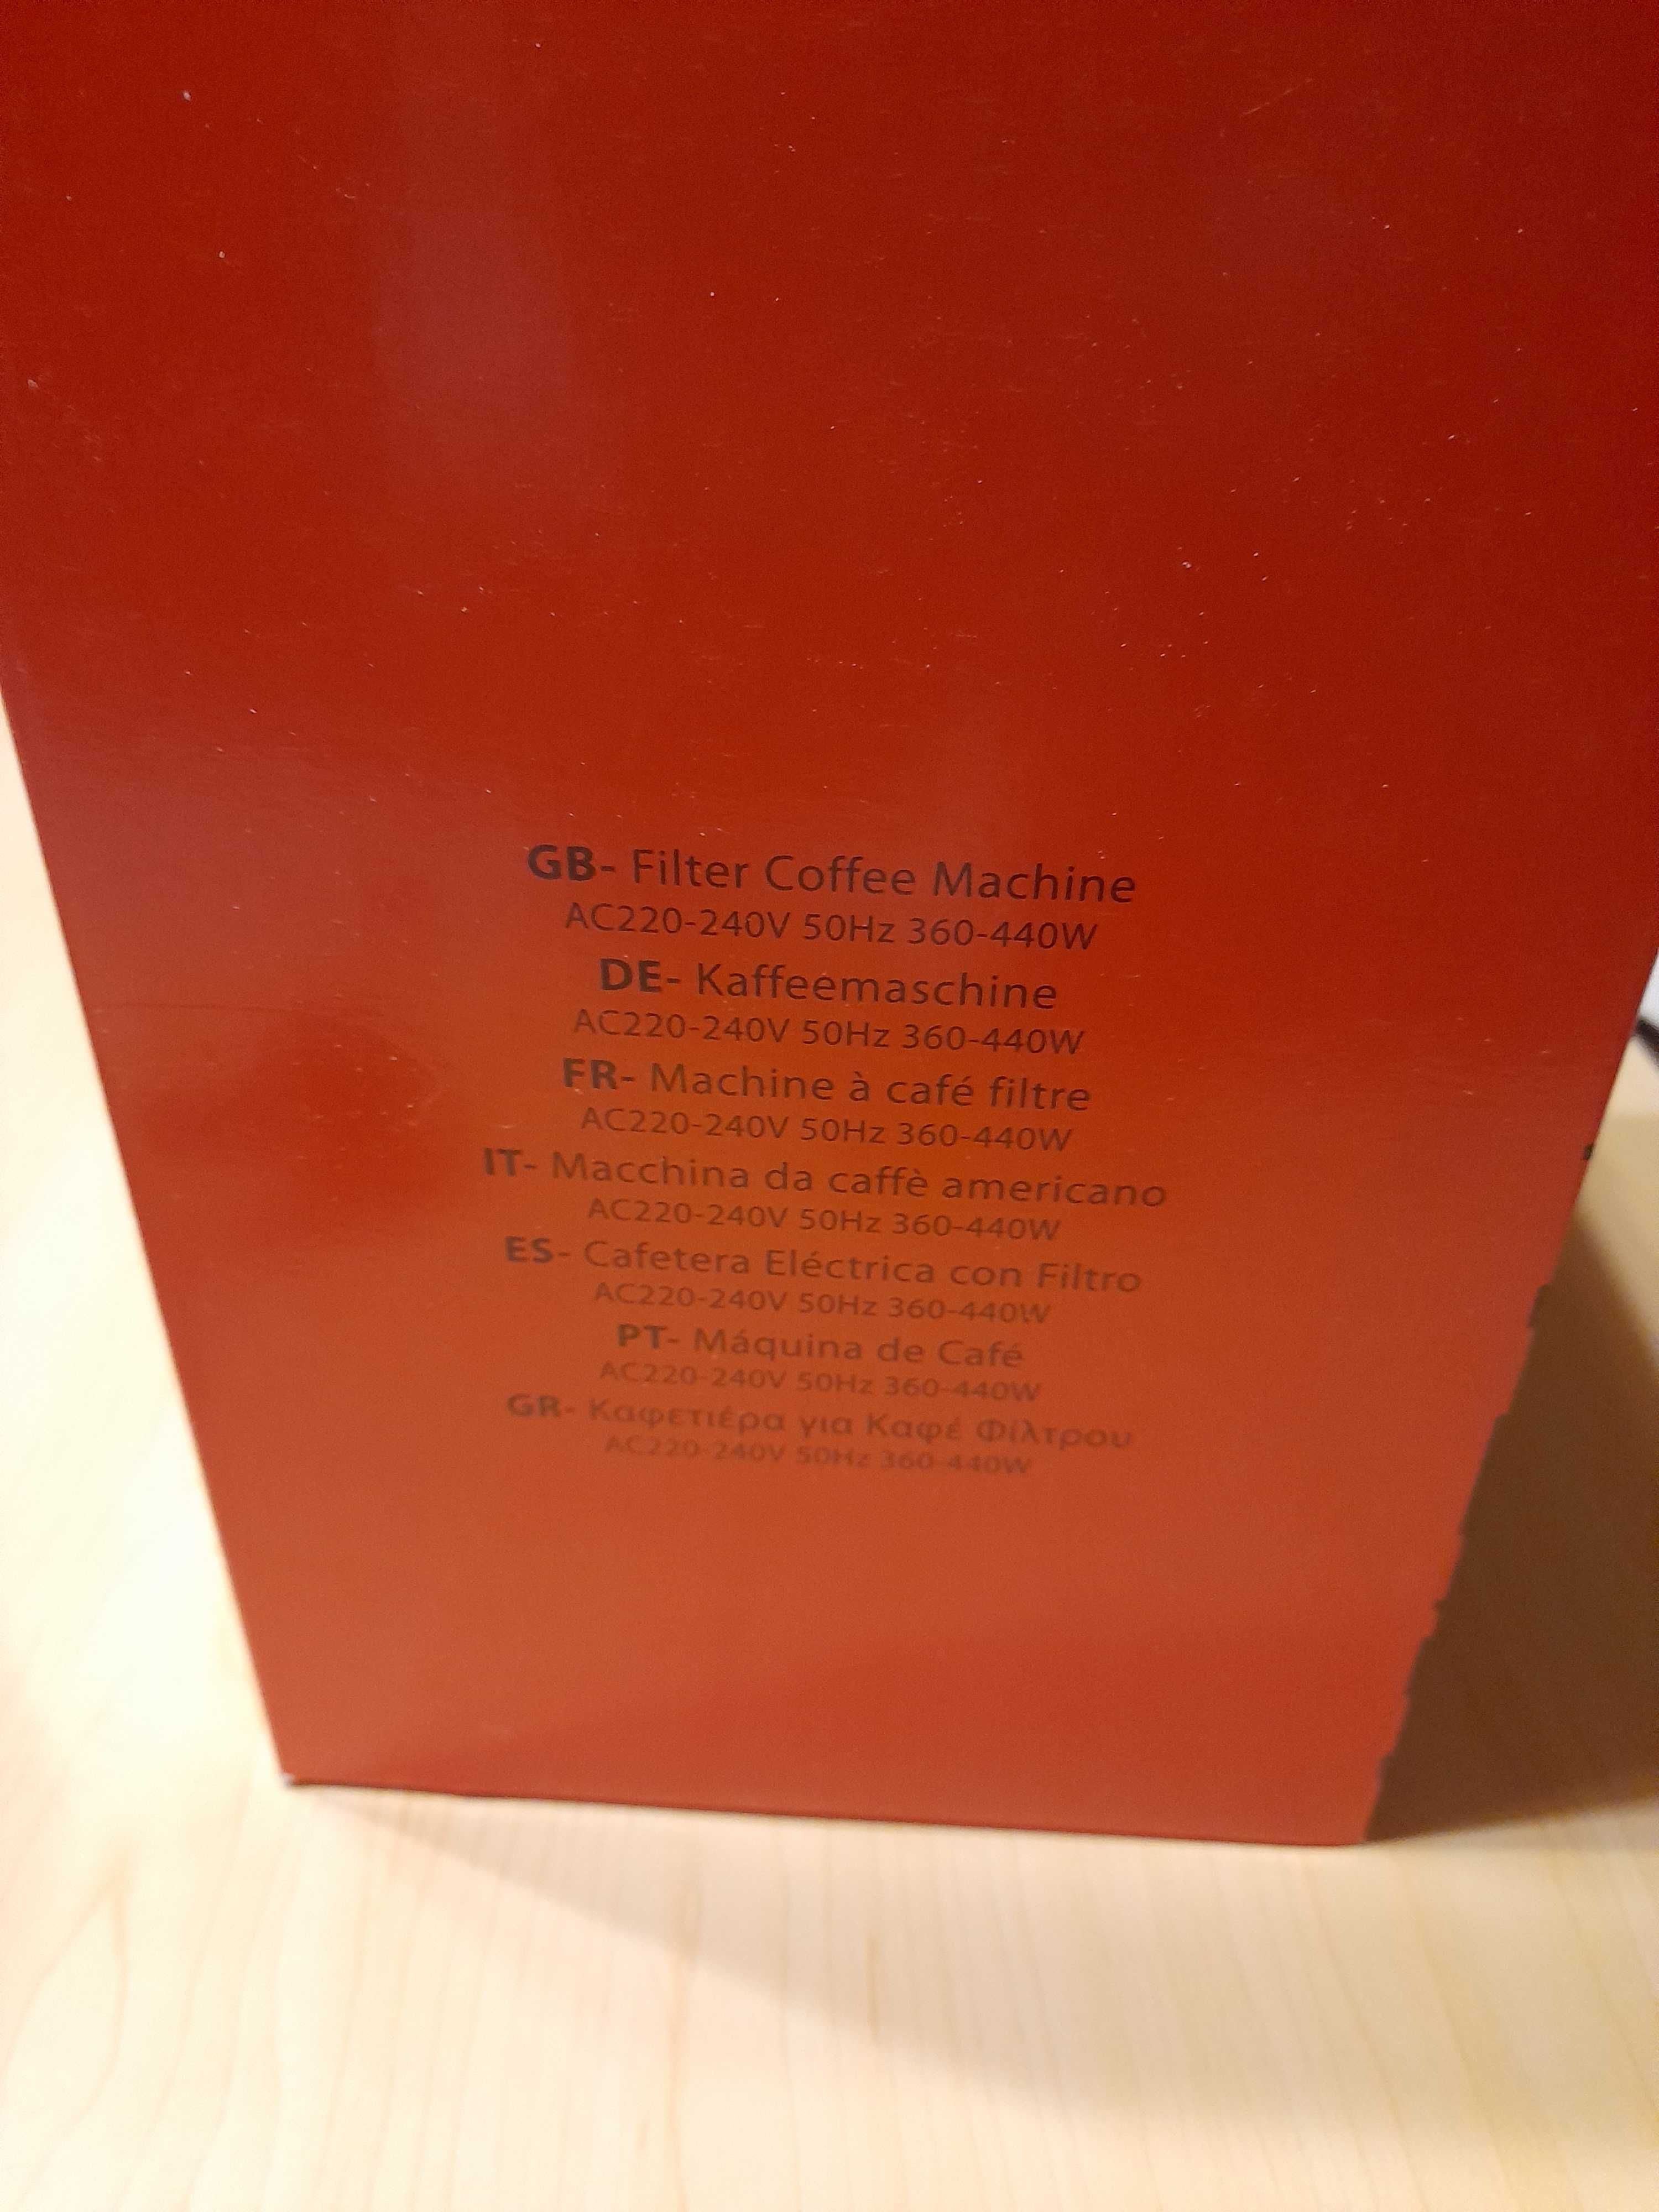 GB- Filter Coffee Machine
AC220-240V 50Hz 360-440W
DE- Kaffeemaschine
AC220-240V 50Hz 360-440W
FR- Machine à café filtre
AC220-240V 50Hz 360-440W
IT- Macchina da caffè americano
AC220-240V 50Hz 360-440W
ES- Cafetera Eléctrica con Filtro
AC220-240V 50Hz 360-440W
PT- Máquina de Café
AC220-240V 50Hz 360-440W
GR- Καφετιέρα για Καφέ Φίλτρου
AC220-240V 50Hz 360-440W